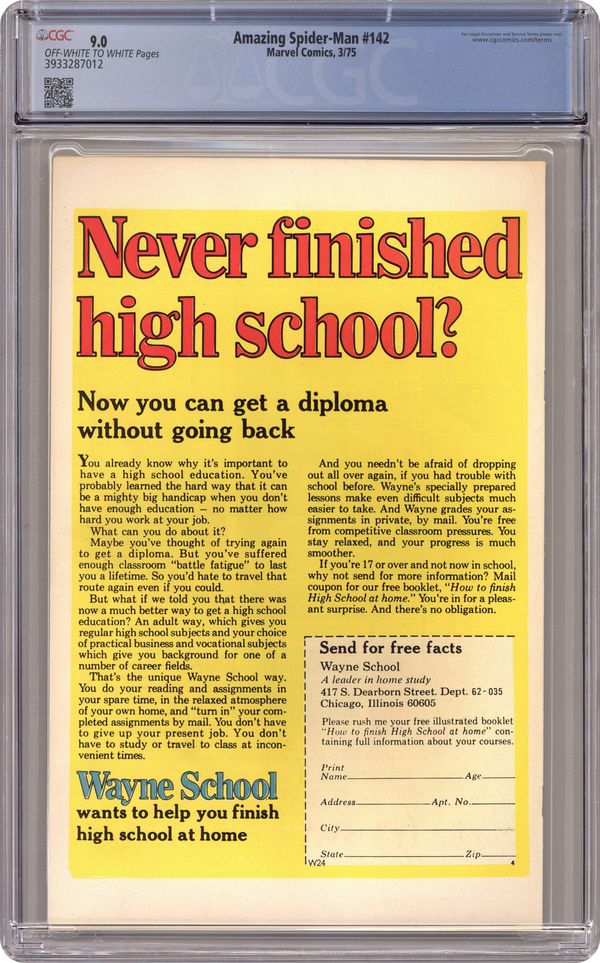 CGC
9.0
OFF-WHITE TO WHITE Pages
3933287012
Amazing Spider-Man #142
Marvel Comics, 3/75
For Legal Disclaimer and Service Terms please visit
www.cgccomics.com/terms
CGC
Never finished
high school?
Now you can get a diploma
without going back
You already know why it's important to
have a high school education. You've
probably learned the hard way that it can
be a mighty big handicap when you don't
have enough education – no matter how
hard you work at your job.
What can you do about it?
Maybe you've thought of trying again
to get a diploma. But you've suffered
enough classroom "battle fatigue" to last
you a lifetime. So you'd hate to travel that
route again even if you could.
But what if we told you that there was
now a much better way to get a high school
education? An adult way, which gives you
regular high school subjects and your choice
of practical business and vocational subjects
which give you background for one of a
number of career fields.
That's the unique Wayne School way.
You do your reading and assignments in
your spare time, in the relaxed atmosphere
of your own home, and "turn in" your com-
pleted assignments by mail. You don't have
to give up your present job. You don't
have to study or travel to class at incon-
venient times.
Wayne School
wants to help you finish
high school at home
And you needn't be afraid of dropping
out all over again, if you had trouble with
school before. Wayne's specially prepared
lessons make even difficult subjects much
easier to take. And Wayne grades your as-
signments in private, by mail. You're free
from competitive classroom pressures. You
stay relaxed, and your progress is much
smoother.
If you're 17 or over and not now in school,
why not send for more information? Mail
coupon for our free booklet, "How to finish
High School at home." You're in for a pleas-
ant surprise. And there's no obligation.
Send for free facts
Wayne School
A leader in home study
417 S. Dearborn Street. Dept. 62-035
Chicago, Illinois 60605
Please rush me your free illustrated booklet
"How to finish High School at home" con-
taining full information about your courses.
Print
Name Age
Address Apt. No.
City
State Zip
W24 4